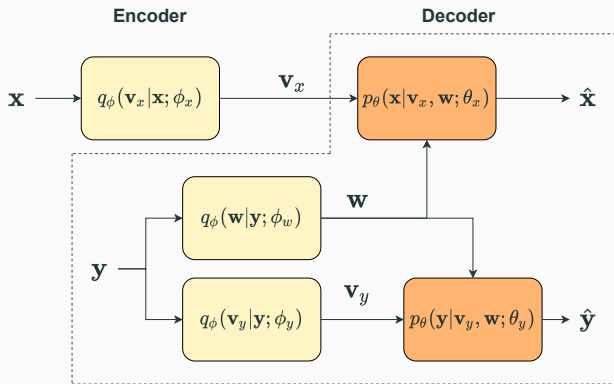 Encoder Decoder
x q_ϕ(v_x|x; ϕ_x) v_x p_θ(x|v_x, w; θ_x) x̂
q_ϕ(w|y; ϕ_w) w
y
q_ϕ(v_y|y; ϕ_y) v_y p_θ(y|v_y, w; θ_y) ŷ